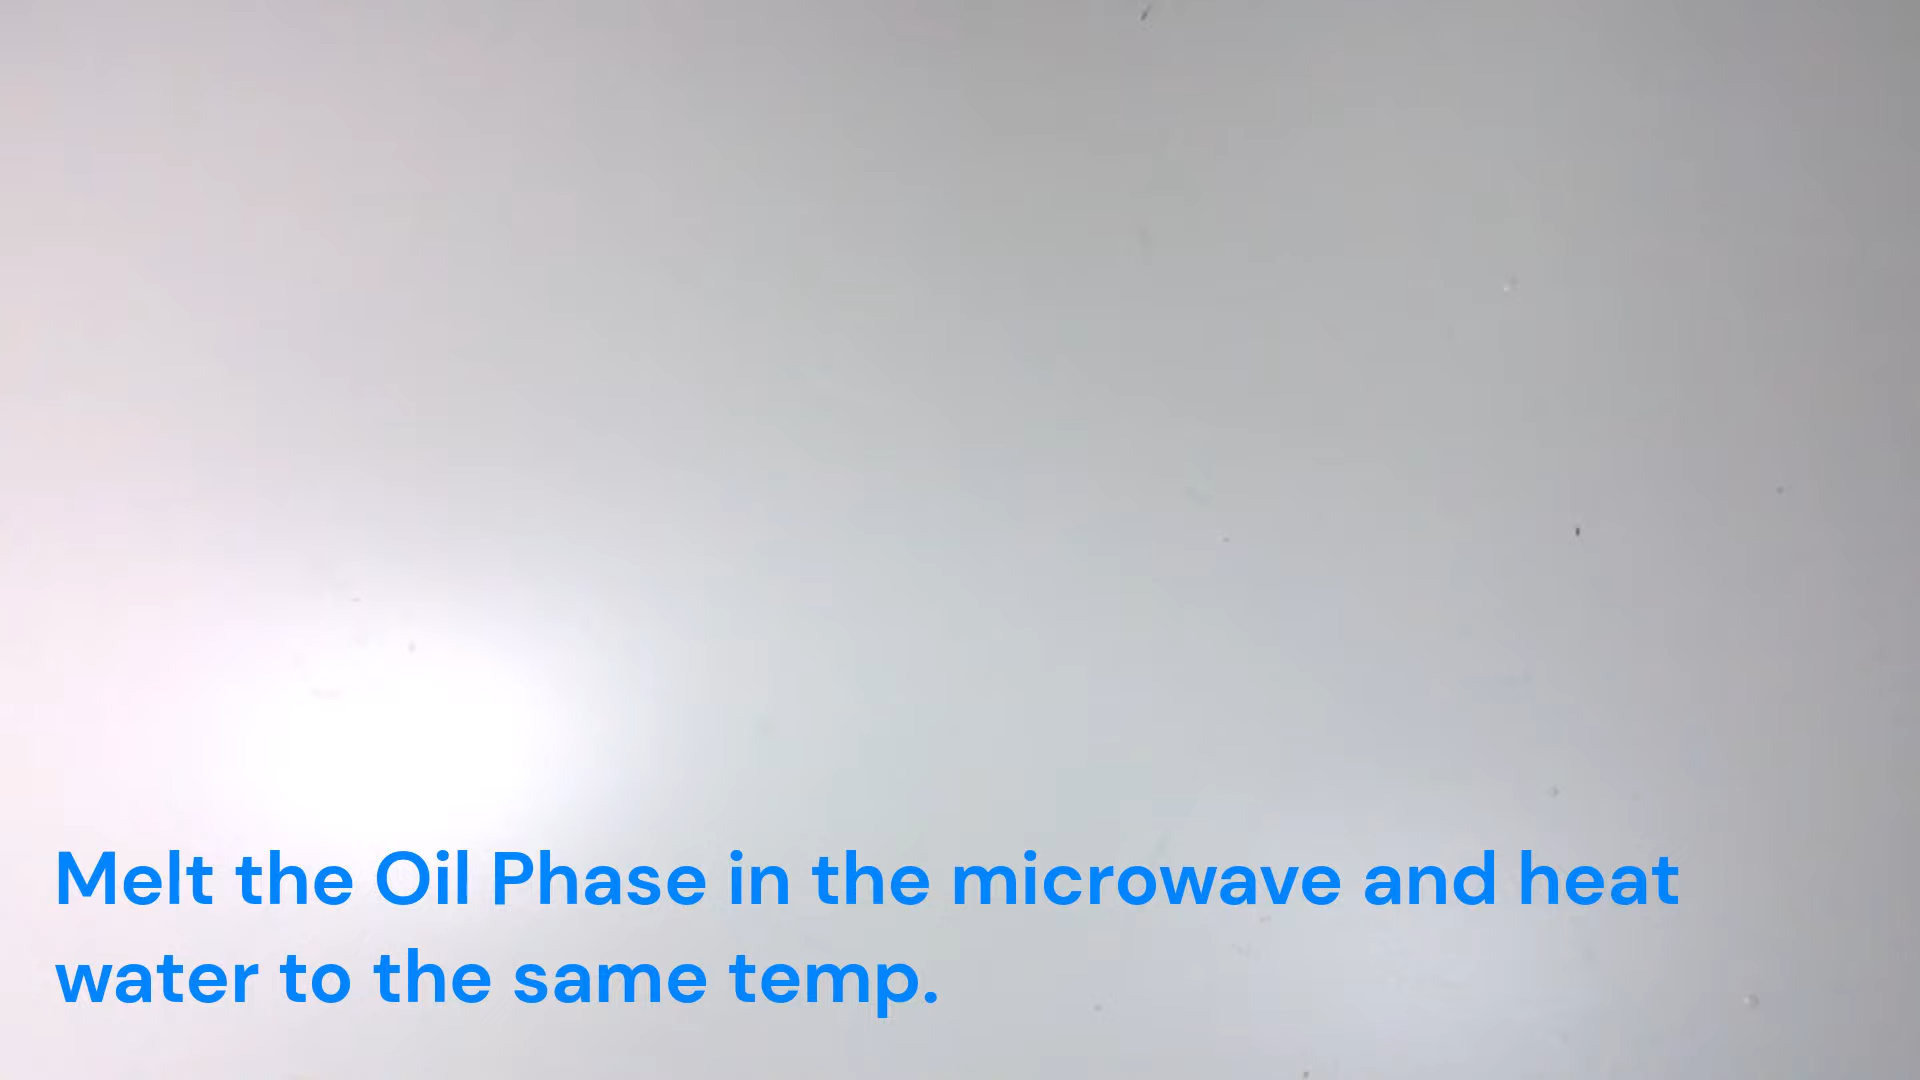 Melt the Oil Phase in the microwave and heat
water to the same temp.